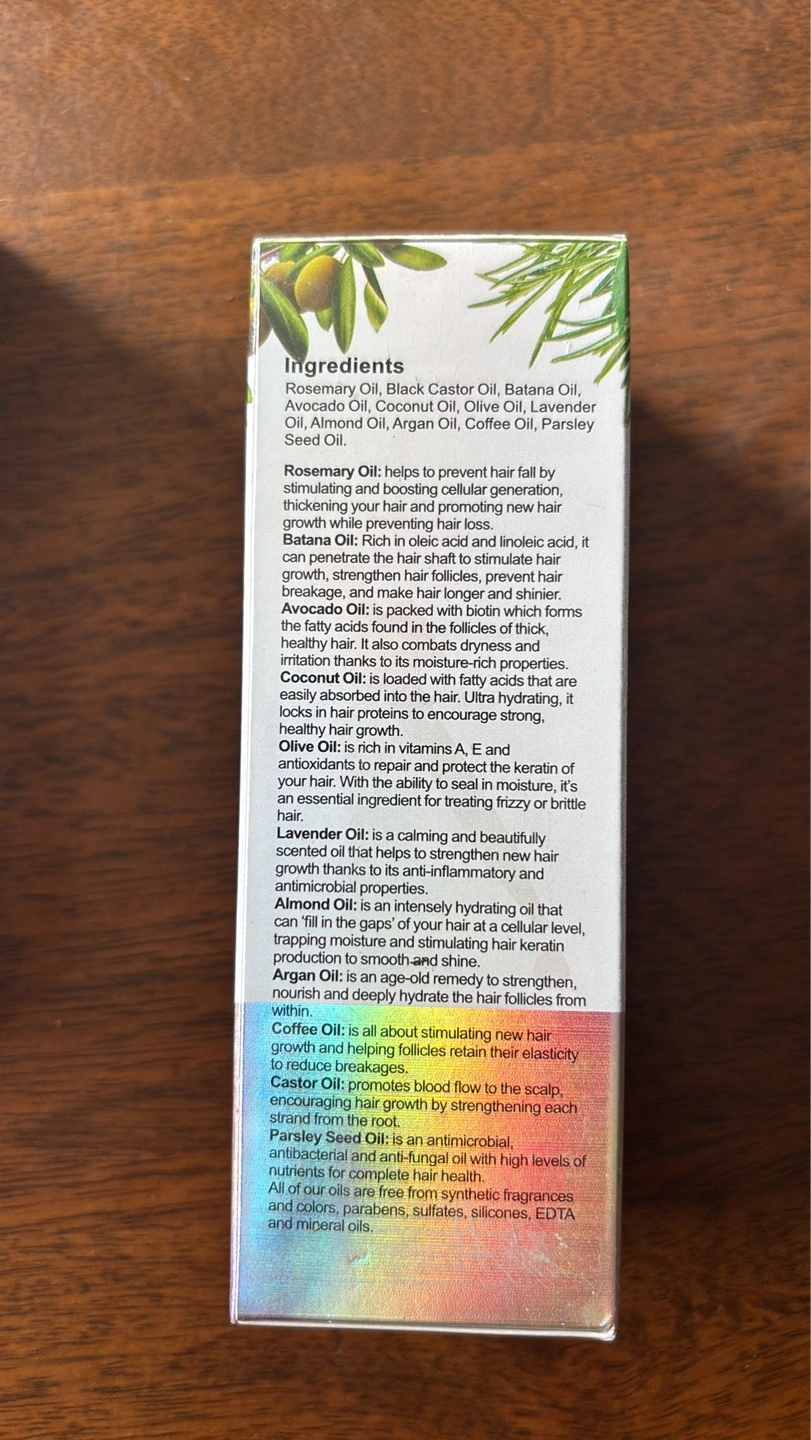 Ingredients
Rosemary Oil, Black Castor Oil, Batana Oil,
Avocado Oil, Coconut Oil, Olive Oil, Lavender
Oil, Almond Oil, Argan Oil, Coffee Oil, Parsley
Seed Oil.
Rosemary Oil: helps to prevent hair fall by
stimulating and boosting cellular generation,
thickening your hair and promoting new hair
growth while preventing hair loss.
Batana Oil: Rich in oleic acid and linoleic acid, it
can penetrate the hair shaft to stimulate hair
growth, strengthen hair follicles, prevent hair
breakage, and make hair longer and shinier.
Avocado Oil: is packed with biotin which forms
the fatty acids found in the follicles of thick,
healthy hair. It also combats dryness and
irritation thanks to its moisture-rich properties.
Coconut Oil: is loaded with fatty acids that are
easily absorbed into the hair. Ultra hydrating, it
locks in hair proteins to encourage strong,
healthy hair growth.
Olive Oil: is rich in vitamins A, E and
antioxidants to repair and protect the keratin of
your hair. With the ability to seal in moisture, it's
an essential ingredient for treating frizzy or brittle
hair.
Lavender Oil: is a calming and beautifully
scented oil that helps to strengthen new hair
growth thanks to its anti-inflammatory and
antimicrobial properties.
Almond Oil: is an intensely hydrating oil that
can 'fill in the gaps' of your hair at a cellular level,
trapping moisture and stimulating hair keratin
production to smooth and shine.
Argan Oil: is an age-old remedy to strengthen,
nourish and deeply hydrate the hair follicles from
within.
Coffee Oil: is all about stimulating new hair
growth and helping follicles retain their elasticity
to reduce breakages.
Castor Oil: promotes blood flow to the scalp,
encouraging hair growth by strengthening each
strand from the root.
Parsley Seed Oil: is an antimicrobial,
antibacterial and anti-fungal oil with high levels of
nutrients for complete hair health.
All of our oils are free from synthetic fragrances
and colors, parabens, sulfates, silicones, EDTA
and mineral oils.